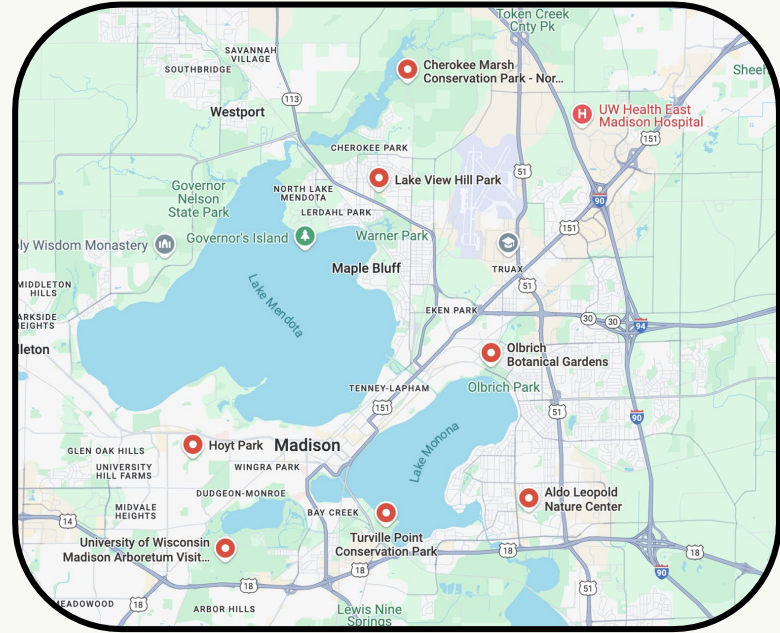 Token Creek
Cnty Pk
SAVANNAH
VILLAGE
SOUTHBRIDGE
Cherokee Marsh
Conservation Park - Nor...
Sheeh
113
Westport
H
UW Health East
Madison Hospital
151
CHEROKEE PARK
51
Lake View Hill Park
Governor
Nelson
State Park
NORTH LAKE
MENDOTA
90
LERDAHL PARK
151
ly Wisdom Monastery
Governor's Island
Warner Park
Maple Bluff
TRUAX
51
MIDDLETON
HILLS
Lake Mendota
ARKSIDE
HEIGHTS
EKEN PARK
30
30
94
lleton
Olbrich
Botanical Gardens
TENNEY-LAPHAM
Olbrich Park
151
51
90
Lake Monona
Hoyt Park
Madison
GLEN OAK HILLS
UNIVERSITY
HILL FARMS
WINGRA PARK
DUDGEON-MONROE
Aldo Leopold
Nature Center
MIDVALE
HEIGHTS
BAY CREEK
14
University of Wisconsin
Madison Arboretum Visit...
Turville Point
Conservation Park
18
18
18
90
18
51
MEADOWOOD
18
ARBOR HILLS
Lewis Nine
Springs